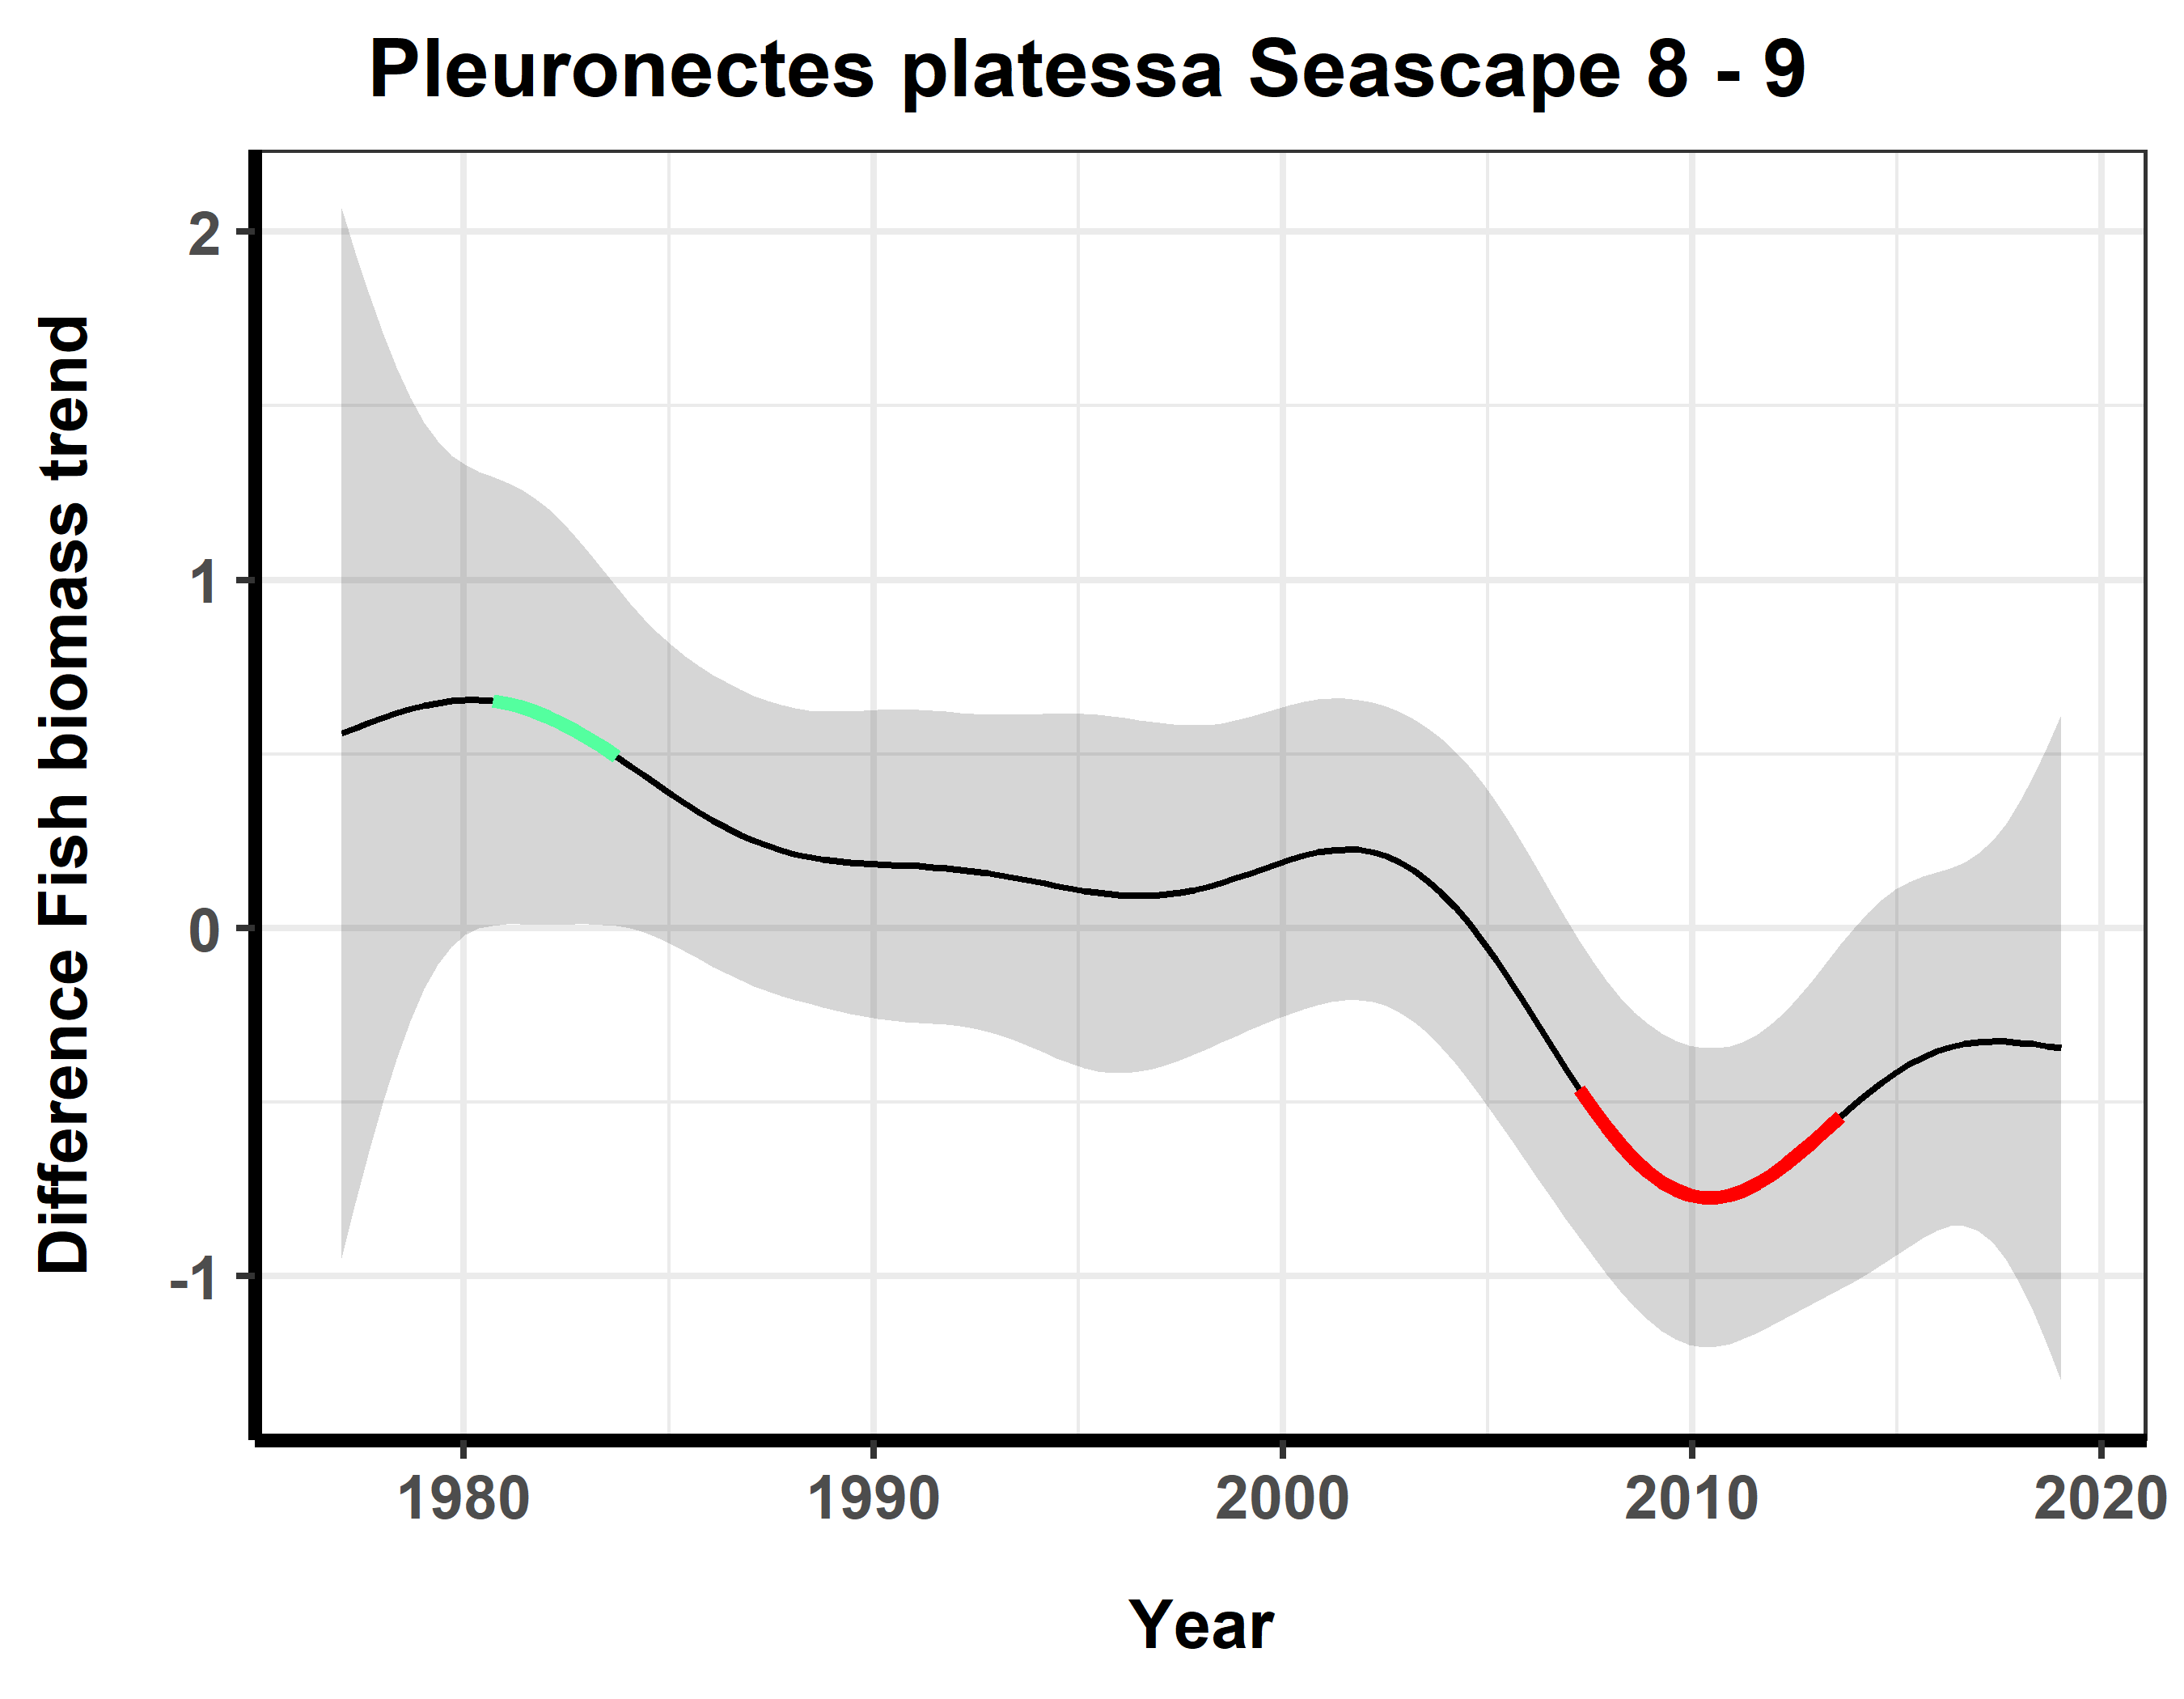 Pleuronectes platessa Seascape 8 - 9
Difference Fish biomass trend
2
1
0
-1
1980 1990 2000 2010 2020
Year